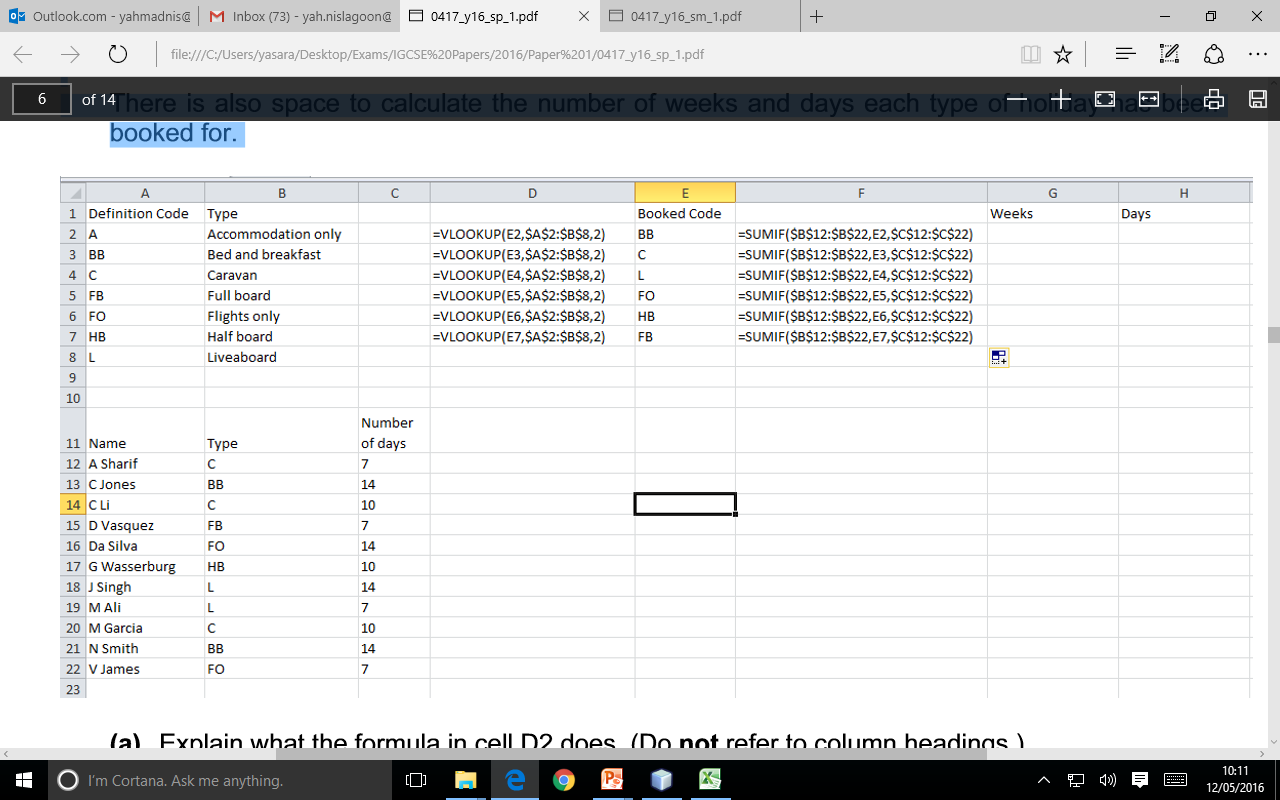 Outlook.com - yahmadnis@
Inbox (73) - yah.nislagoon@
0417_y16_sp_1.pdf
0417_y16_sm_1.pdf
file:///C:/Users/yasara/Desktop/Exams/IGCSE%20Papers/2016/Paper%201/0417_y16_sp_1.pdf
6 of 14
There is also space to calculate the number of weeks and days each type of holiday has been
booked for.
A B C D E F G H
1 Definition Code Type Booked Code Weeks Days
2 A Accommodation only =VLOOKUP(E2,$A$2:$B$8,2) BB =SUMIF($B$12:$B$22,E2,$C$12:$C$22)
3 BB Bed and breakfast =VLOOKUP(E3,$A$2:$B$8,2) C =SUMIF($B$12:$B$22,E3,$C$12:$C$22)
4 C Caravan =VLOOKUP(E4,$A$2:$B$8,2) L =SUMIF($B$12:$B$22,E4,$C$12:$C$22)
5 FB Full board =VLOOKUP(E5,$A$2:$B$8,2) FO =SUMIF($B$12:$B$22,E5,$C$12:$C$22)
6 FO Flights only =VLOOKUP(E6,$A$2:$B$8,2) HB =SUMIF($B$12:$B$22,E6,$C$12:$C$22)
7 HB Half board =VLOOKUP(E7,$A$2:$B$8,2) FB =SUMIF($B$12:$B$22,E7,$C$12:$C$22)
8 L Liveaboard
9
10
Number
11 Name Type of days
12 A Sharif C 7
13 C Jones BB 14
14 C Li C 10
15 D Vasquez FB 7
16 Da Silva FO 14
17 G Wasserburg HB 10
18 J Singh L 14
19 M Ali L 7
20 M Garcia C 10
21 N Smith BB 14
22 V James FO 7
23
(a) Explain what the formula in cell D2 does. (Do not refer to column headings.)
I'm Cortana. Ask me anything.
10:11
12/05/2016